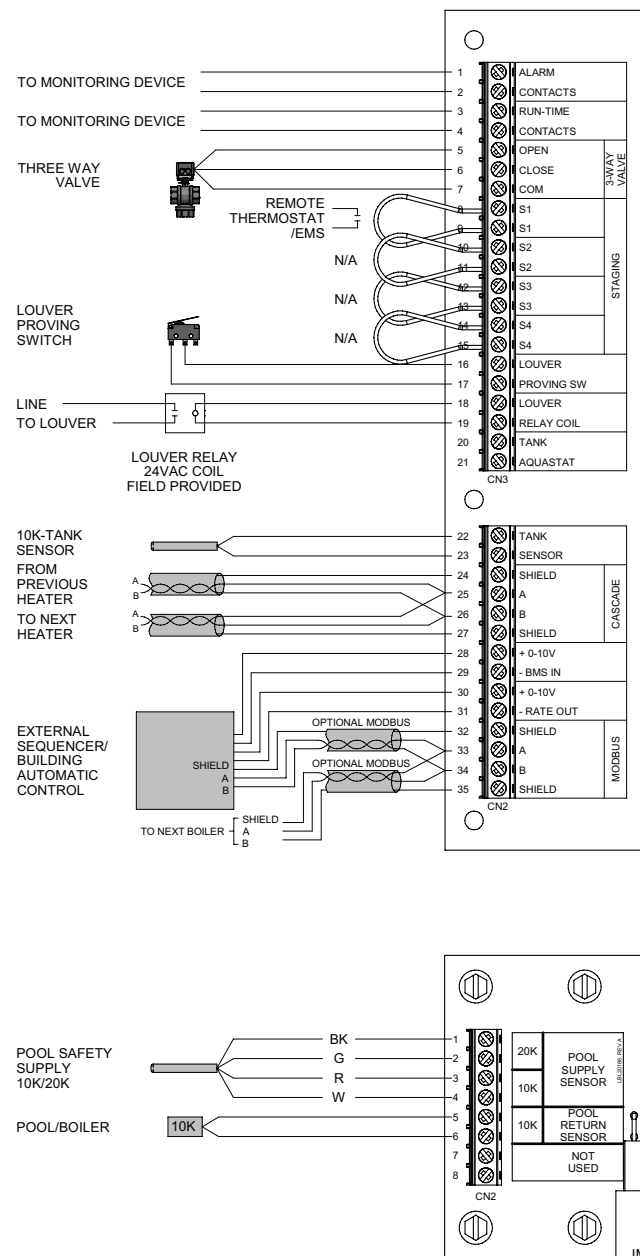 TO MONITORING DEVICE
TO MONITORING DEVICE
THREE WAY
VALVE
REMOTE
THERMOSTAT
/EMS
N/A
N/A
N/A
LOUVER
PROVING
SWITCH
LINE
TO LOUVER
LOUVER RELAY
24VAC COIL
FIELD PROVIDED
1 ALARM
2 CONTACTS
3 RUN-TIME
4 CONTACTS
5 OPEN
6 CLOSE
7 COM
3-WAY
VALVE
8 S1
9 S1
10 S2
11 S2
12 S3
13 S3
14 S4
15 S4
STAGING
16 LOUVER
17 PROVING SW
18 LOUVER
19 RELAY COIL
20 TANK
21 AQUASTAT
CN3
10K-TANK
SENSOR
FROM
PREVIOUS
HEATER
A
B
TO NEXT
HEATER
A
B
22 TANK
23 SENSOR
24 SHIELD
25 A
26 B
27 SHIELD
CASCADE
28 + 0-10V
29 - BMS IN
30 + 0-10V
31 - RATE OUT
32 SHIELD
33 A
34 B
35 SHIELD
MODBUS
CN2
EXTERNAL
SEQUENCER/
BUILDING
AUTOMATIC
CONTROL
SHIELD
A
B
OPTIONAL MODBUS
OPTIONAL MODBUS
TO NEXT BOILER
SHIELD
A
B
POOL SAFETY
SUPPLY
10K/20K
BK
G
R
W
POOL/BOILER
10K
1
2
3
4
5
6
7
8
CN2
20K
10K
POOL
SUPPLY
SENSOR
10K
POOL
RETURN
SENSOR
NOT
USED